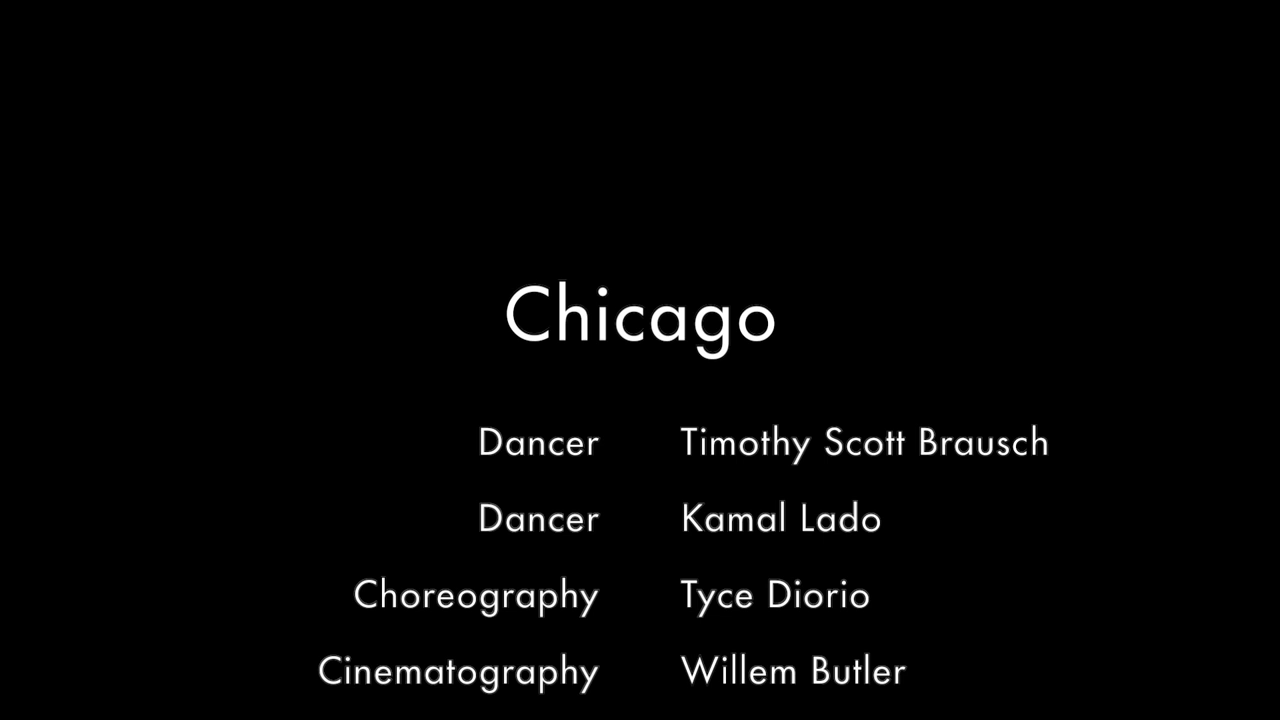 Chicago
Dancer Timothy Scott Brausch
Dancer Kamal Lado
Choreography Tyce Diorio
Cinematography Willem Butler